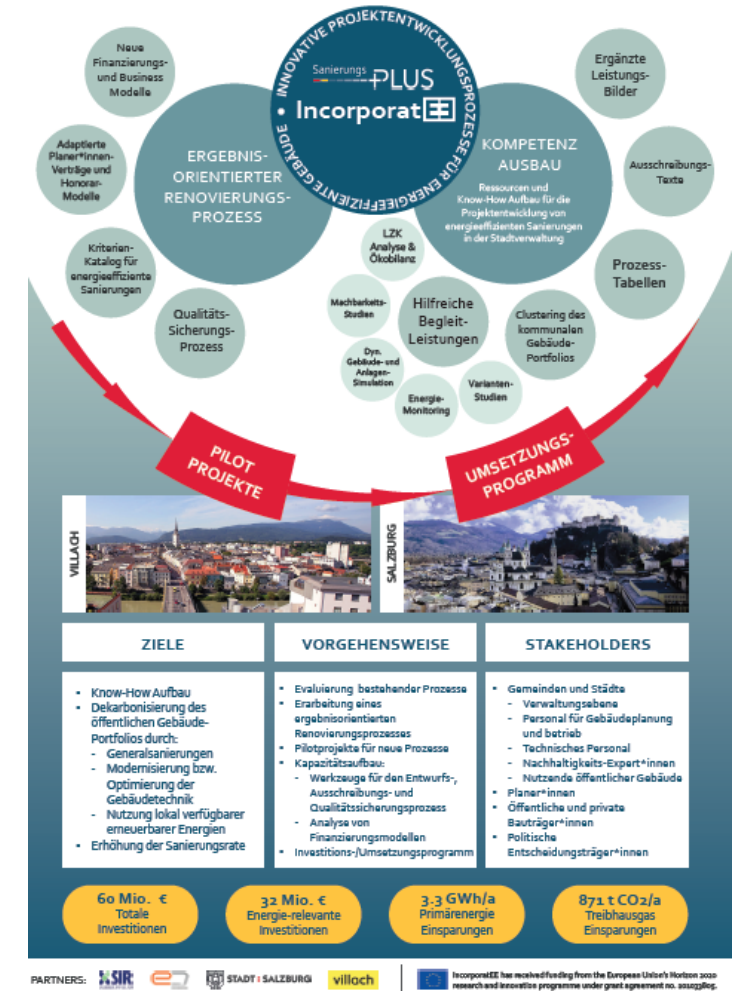 INNOVATIVE PROJEKTENTWICKLUNGSPROZESSE FÜR ENERGIEEFFIZIENTE GEBÄUDE •
Sanierungs
PLUS
IncorporatEE
Neue
Finanzierungs-
und Business
Modelle
Adaptierte
Planer*Innen-
Verträge und
Honorar-
Modelle
Kriterien-
Katalog für
energieeffiziente
Sanierungen
Qualitäts-
Sicherungs-
Prozess
ERGEBNIS-
ORIENTIERTER
RENOVIERUNGS-
PROZESS
KOMPETENZ
AUSBAU
Ressourcen und
Know-How Aufbau für die
Projektentwicklung von
energieeffizienten Sanierungen
in der Stadtverwaltung
Ergänzte
Leistungs-
Bilder
Ausschreibungs-
Texte
Prozess-
Tabellen
Clustering des
kommunalen
Gebäude-
Portfolios
Hilfreiche
Begleit-
Leistungen
LZK
Analyse &
Ökobilanz
Machbarkeits-
Studien
Dyn.
Gebäude- und
Anlagen-
Simulation
Energie-
Monitoring
Varianten-
Studien
PILOT
PROJEKTE
UMSETZUNGS-
PROGRAMM
VILLACH
SALZBURG
ZIELE
▪ Know-How Aufbau
▪ Dekarbonisierung des
öffentlichen Gebäude-
Portfolios durch:
- Generalsanierungen
- Modernisierung bzw.
Optimierung der
Gebäudetechnik
- Nutzung lokal verfügbarer
erneuerbarer Energien
▪ Erhöhung der Sanierungsrate
VORGEHENSWEISE
▪ Evaluierung bestehender Prozesse
▪ Erarbeitung eines
ergebnisorientierten
Renovierungsprozesses
▪ Pilotprojekte für neue Prozesse
▪ Kapazitätsaufbau:
- Werkzeuge für den Entwurfs-,
Ausschreibungs- und
Qualitätssicherungsprozess
- Analyse von
Finanzierungsmodellen
▪ Investitions-/Umsetzungsprogramm
STAKEHOLDERS
▪ Gemeinden und Städte
- Verwaltungsebene
- Personal für Gebäudeplanung
und betrieb
- Technisches Personal
- Nachhaltigkeits-Expert*innen
- Nutzende öffentlicher Gebäude
▪ Planer*innen
▪ Öffentliche und private
Bauträger*innen
▪ Politische
Entscheidungsträger*innen
60 Mio. €
Totale
Investitionen
32 Mio. €
Energie-relevante
Investitionen
3.3 GWh/a
Primärenergie
Einsparungen
871 t CO2/a
Treibhausgas
Einsparungen
PARTNERS:
SIR
STADT : SALZBURG
villach
IncorporatEE has received funding from the European Union's Horizon 2020
research and innovation programme under grant agreement no. 101033805.